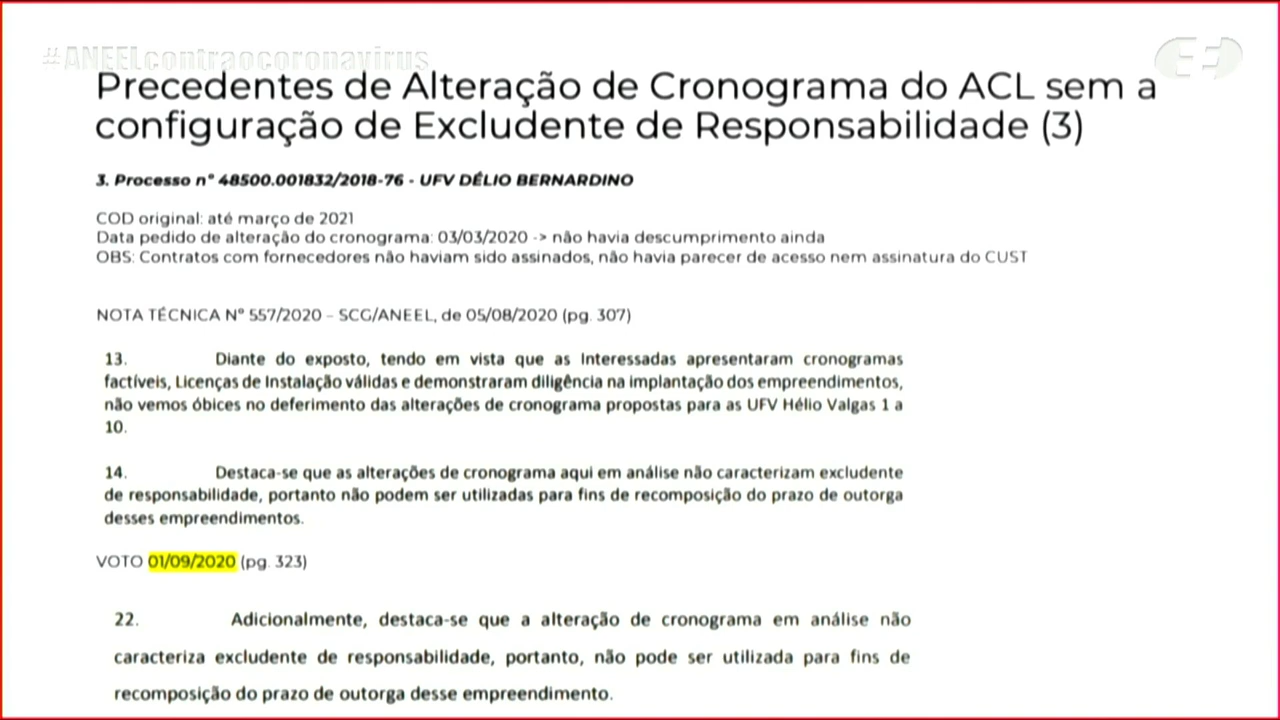 #ANEELcontraocoronavirus
Precedentes de Alteração de Cronograma do ACL sem a
configuração de Excludente de Responsabilidade (3)
3. Processo nº 48500.001832/2018-76 - UFV DÉLIO BERNARDINO
COD original: até março de 2021
Data pedido de alteração do cronograma: 03/03/2020 -> não havia descumprimento ainda
OBS: Contratos com fornecedores não haviam sido assinados, não havia parecer de acesso nem assinatura do CUST
NOTA TÉCNICA Nº 557/2020 – SCG/ANEEL, de 05/08/2020 (pg. 307)
13. Diante do exposto, tendo em vista que as Interessadas apresentaram cronogramas
factíveis, Licenças de Instalação válidas e demonstraram diligência na implantação dos empreendimentos,
não vemos óbices no deferimento das alterações de cronograma propostas para as UFV Hélio Valgas 1 a
10.
14. Destaca-se que as alterações de cronograma aqui em análise não caracterizam excludente
de responsabilidade, portanto não podem ser utilizadas para fins de recomposição do prazo de outorga
desses empreendimentos.
VOTO 01/09/2020 (pg. 323)
22. Adicionalmente, destaca-se que a alteração de cronograma em análise não
caracteriza excludente de responsabilidade, portanto, não pode ser utilizada para fins de
recomposição do prazo de outorga desse empreendimento.